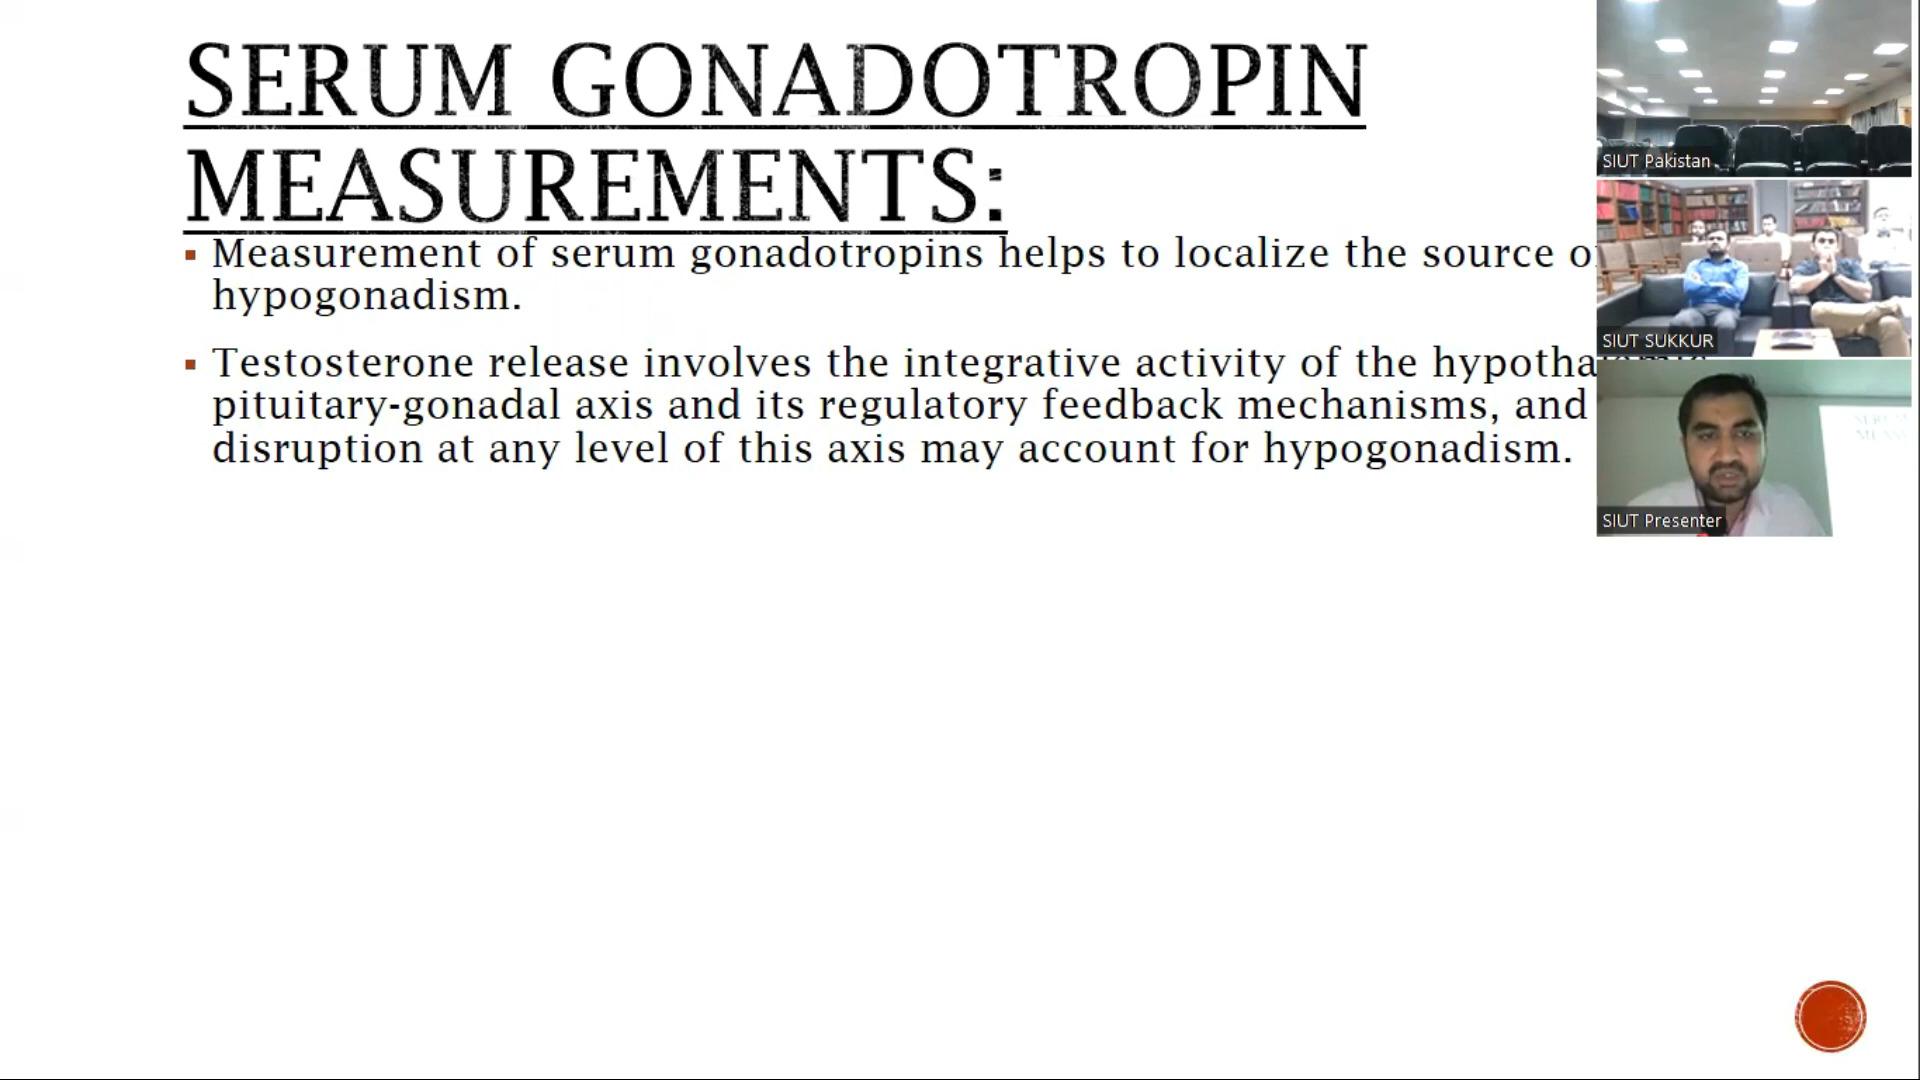 SERUM GONADOTROPIN
MEASUREMENTS:
Measurement of serum gonadotropins helps to localize the source
hypogonadism.
Testosterone release involves the integrative activity of the
pituitary-gonadal axis and its regulatory feedback mechanisms, and
disruption at any level of this axis may account for hypogonadism.
SIUT Pakistan
SIUT SUKKUR
SIUT Presenter